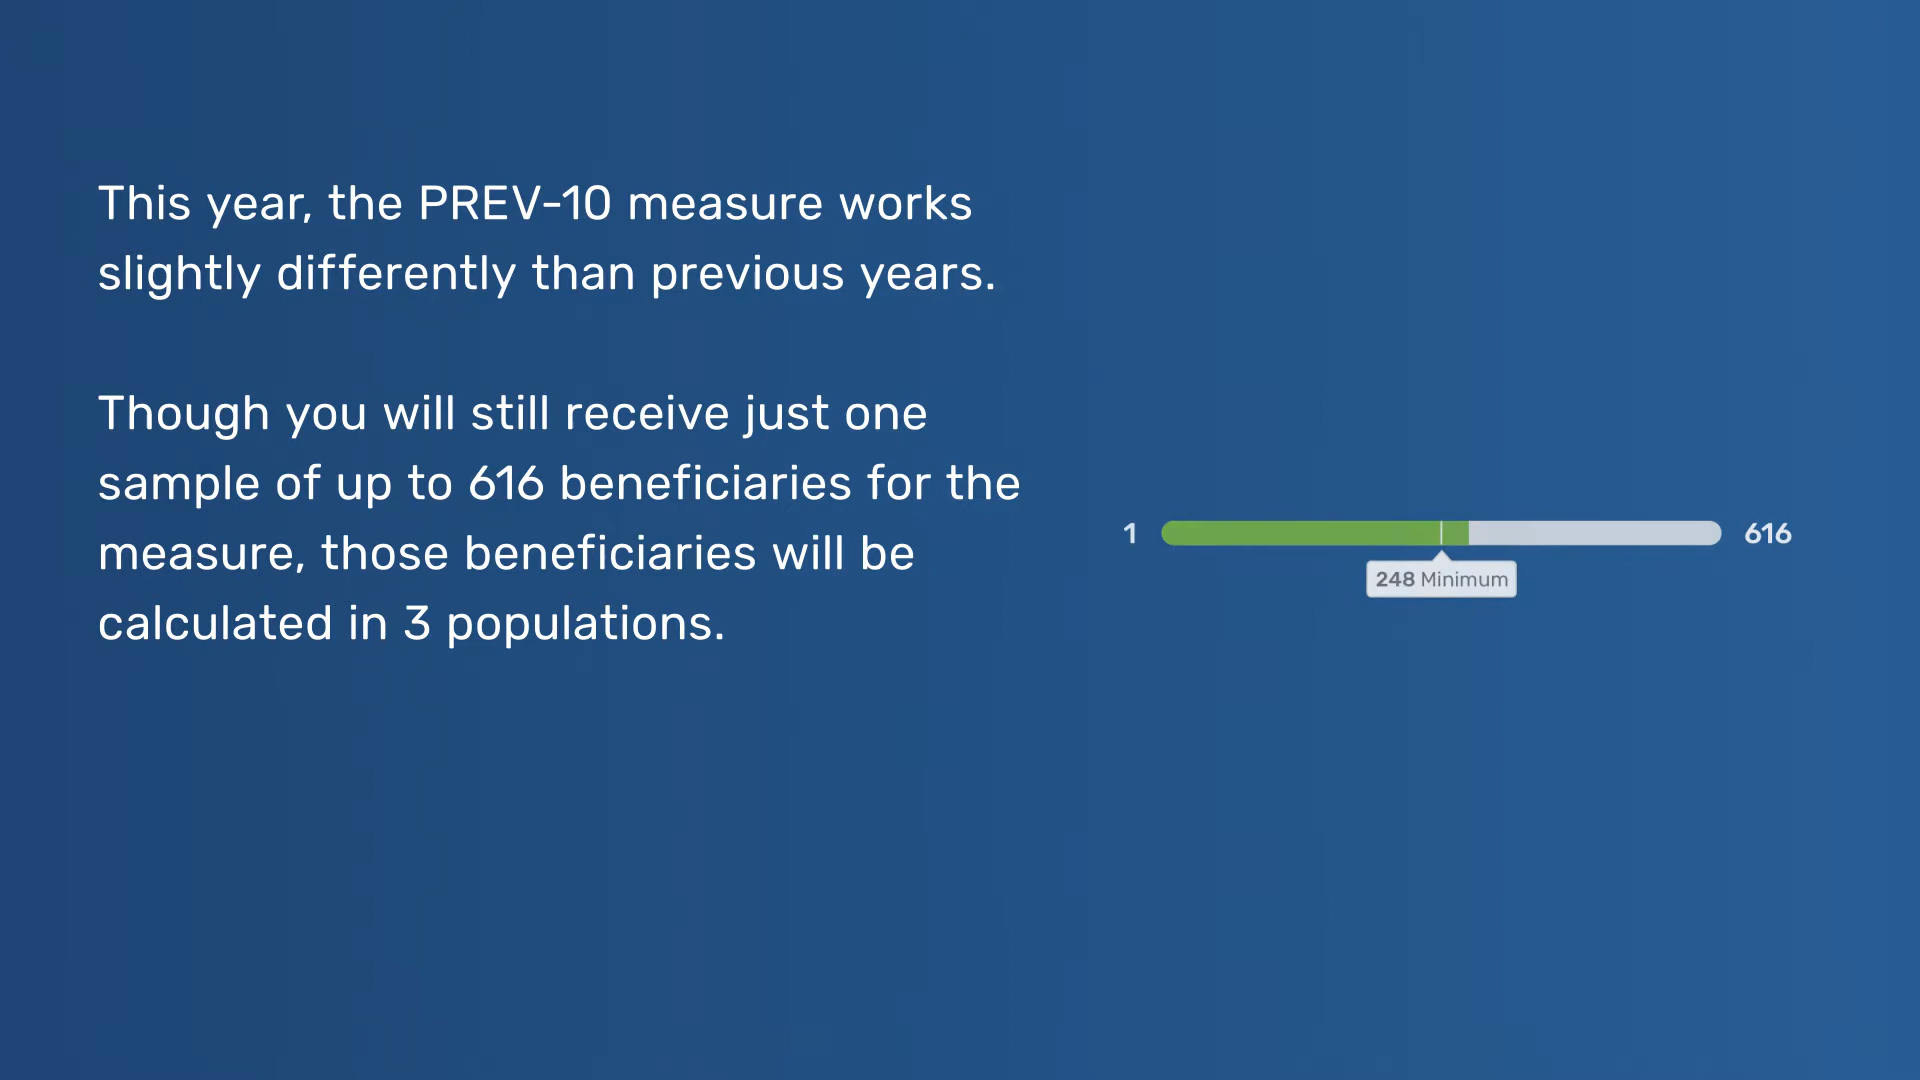 This year, the PREV-10 measure works
slightly differently than previous years.
Though you will still receive just one
sample of up to 616 beneficiaries for the
measure, those beneficiaries will be
calculated in 3 populations.
1
616
248 Minimum